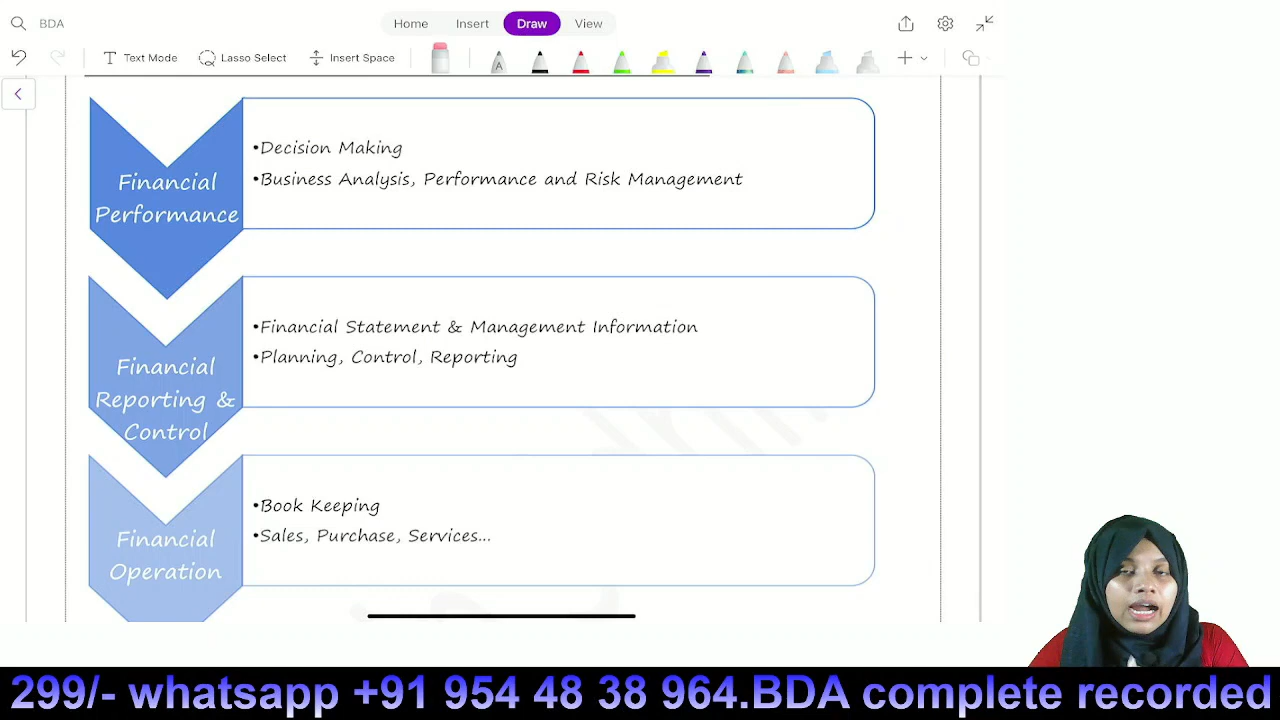 BDA
Home Insert Draw View
Text Mode Lasso Select Insert Space
A
•Decision Making
•Business Analysis, Performance and Risk Management
Financial
Performance
•Financial Statement & Management Information
•Planning, Control, Reporting
Financial
Reporting &
Control
•Book Keeping
•Sales, Purchase, Services...
Financial
Operation
299/- whatsapp +91 954 48 38 964.BDA complete recorded